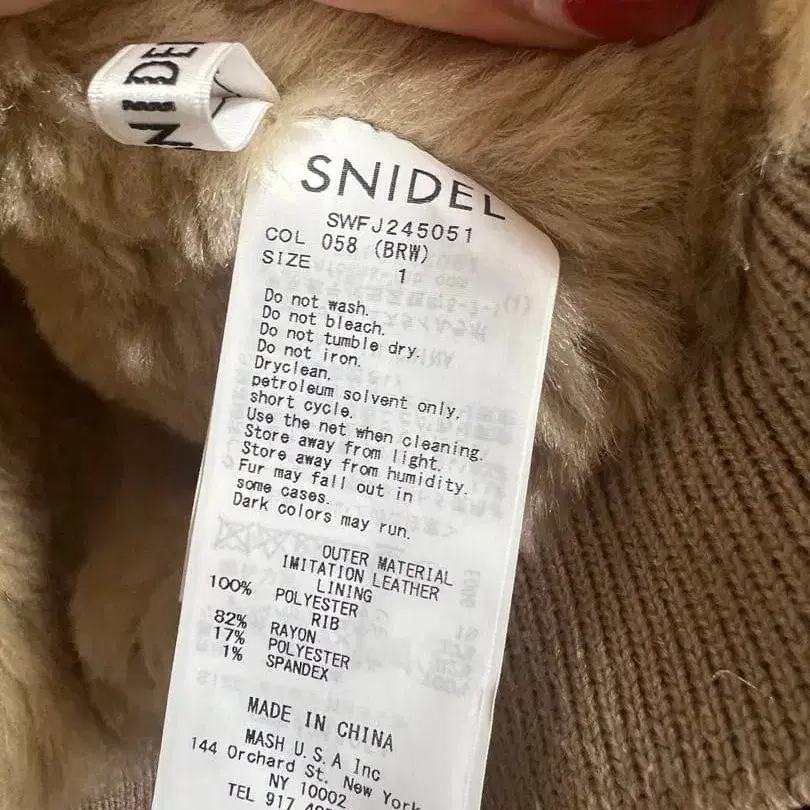 NIDE
SNIDEL
SWFJ245051
COL 058 (BRW)
SIZE 1
Do not wash.
Do not bleach.
Do not tumble dry.
Do not iron.
Dryclean,
petroleum solvent only,
short cycle.
Use the net when cleaning.
Store away from light.
Store away from humidity.
Fur may fall out in
some cases.
Dark colors may run.
OUTER MATERIAL
IMITATION LEATHER
LINING
100% POLYESTER
RIB
82% RAYON
17% POLYESTER
1% SPANDEX
MADE IN CHINA
MASH U.S.A Inc
144 Orchard St. New York
NY 10002
TEL 917